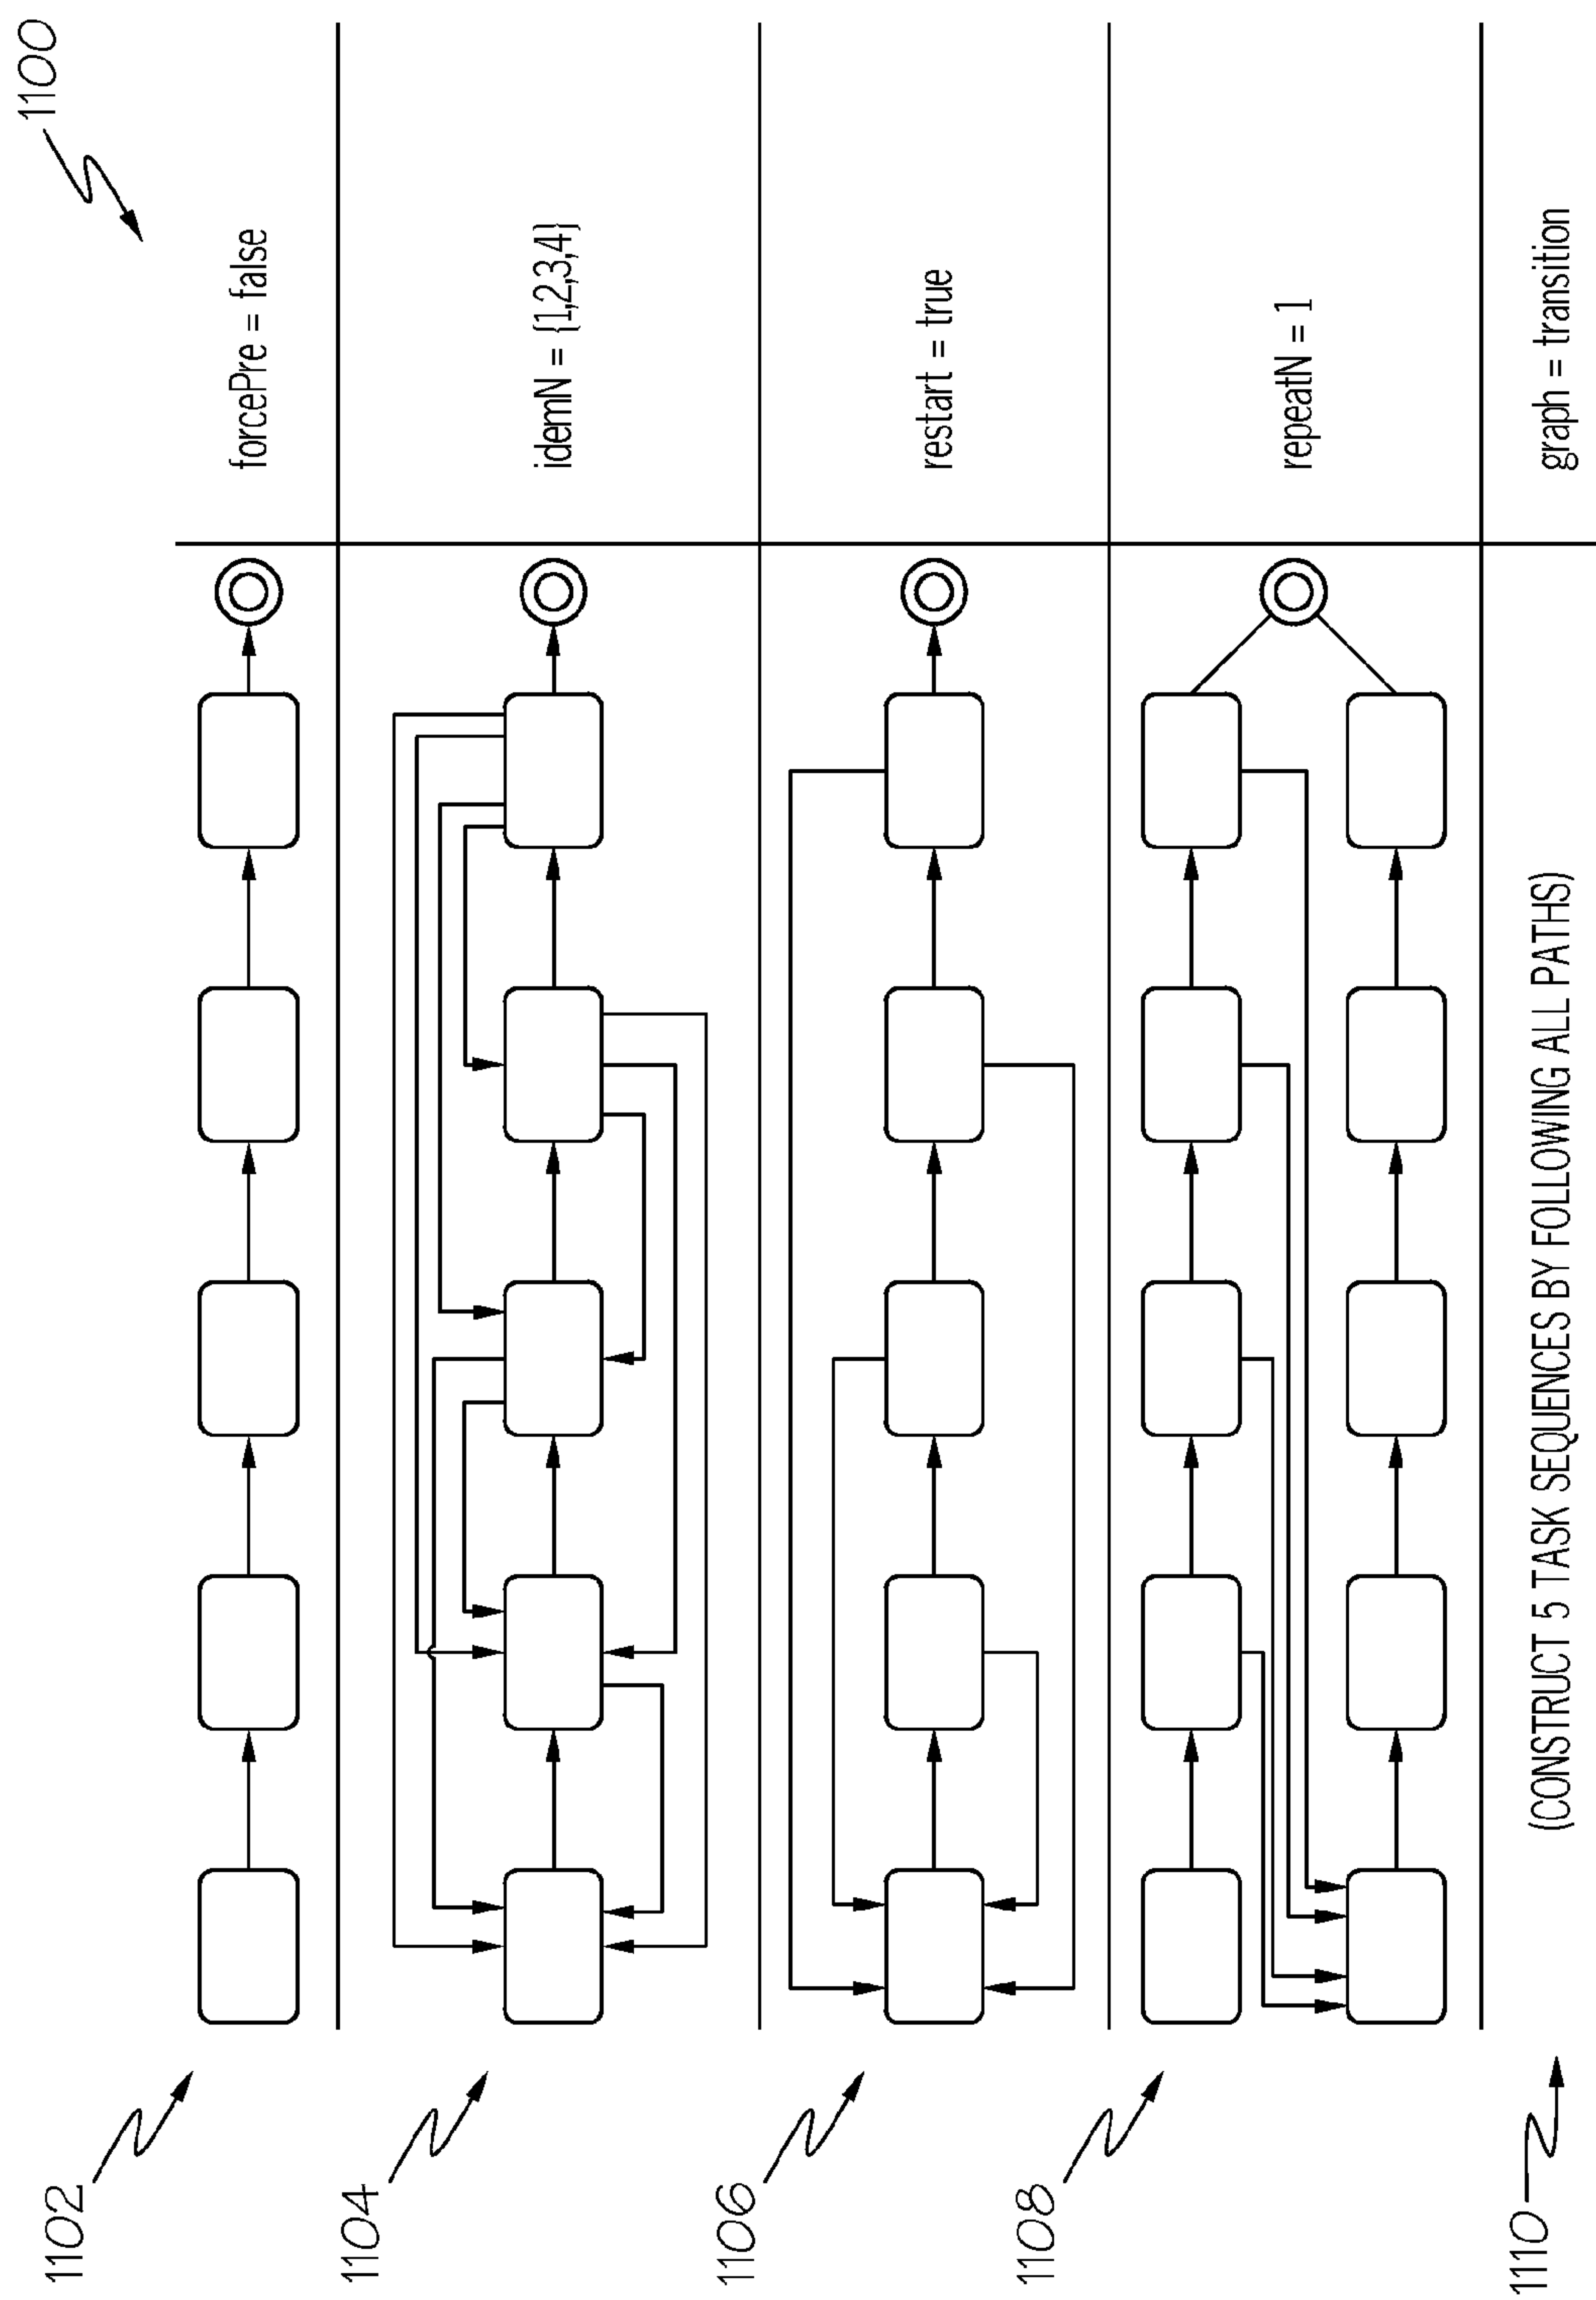 1100
1102
forcePre = false
1104
idemN = {1,2,3,4}
1106
restart = true
1108
repeatN = 1
1110
(CONSTRUCT 5 TASK SEQUENCES BY FOLLOWING ALL PATHS)
graph = transition